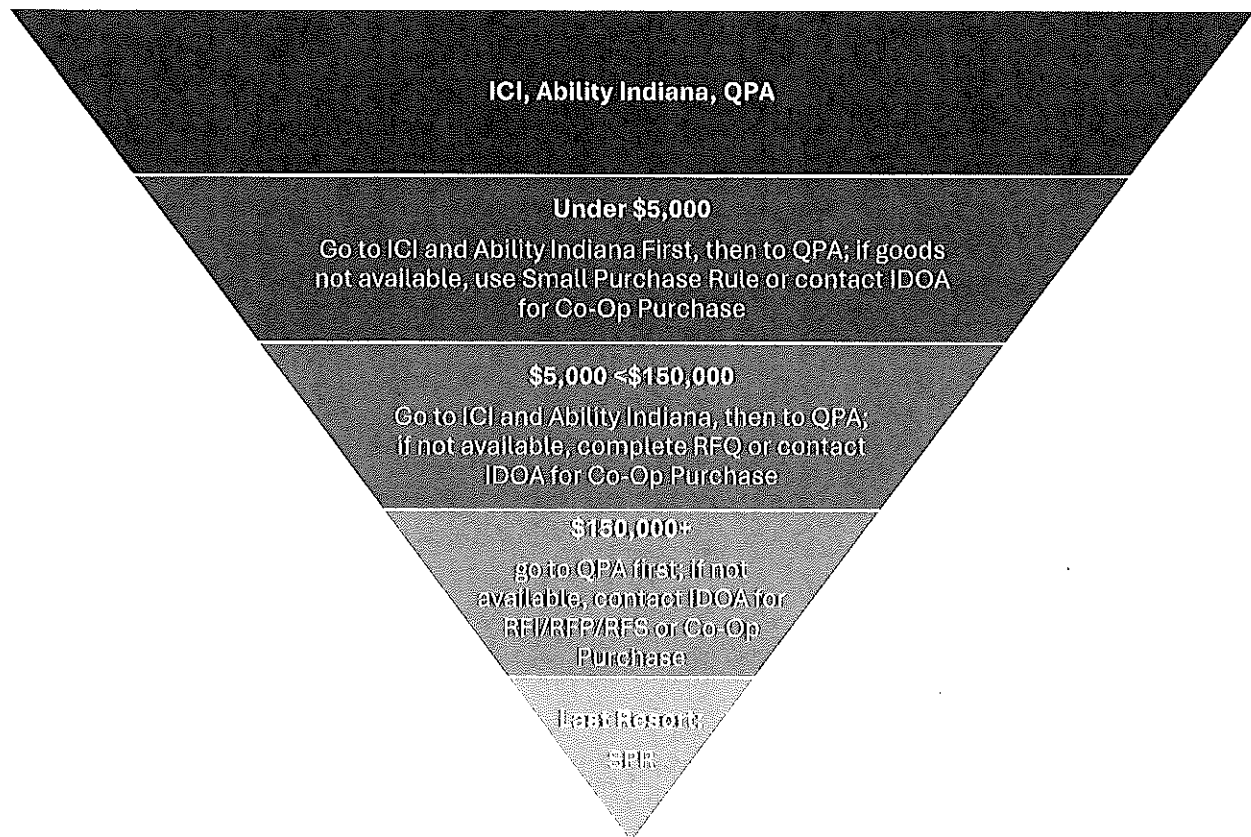 ICI, Ability Indiana, QPA
Under $5,000
Go to ICI and Ability Indiana First, then to QPA; if goods
not available, use Small Purchase Rule or contact IDOA
for Co-Op Purchase
$5,000 <$150,000
Go to ICI and Ability Indiana, then to QPA;
if not available, complete RFQ or contact
IDOA for Co-Op Purchase
$150,000+
go to QPA first; if not
available, contact IDOA for
RFI/RFP/RFS or Co-Op
Purchase
Last Resort:
SPR